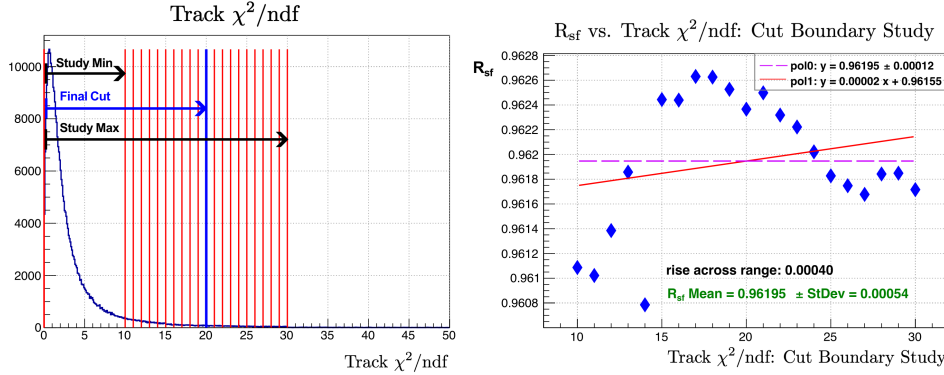 Track χ²/ndf
10000
8000
6000
4000
2000
0
Study Min
Final Cut
Study Max
0 5 10 15 20 25 30 35 40 45 50
Track χ²/ndf
R_sf vs. Track χ²/ndf: Cut Boundary Study
R_sf
0.9628
0.9626
0.9624
0.9622
0.962
0.9618
0.9616
0.9614
0.9612
0.961
0.9608
pol0: y = 0.96195 ± 0.00012
pol1: y = 0.00002 x + 0.96155
rise across range: 0.00040
R_sf Mean = 0.96195 ± StDev = 0.00054
10 15 20 25 30
Track χ²/ndf: Cut Boundary Study